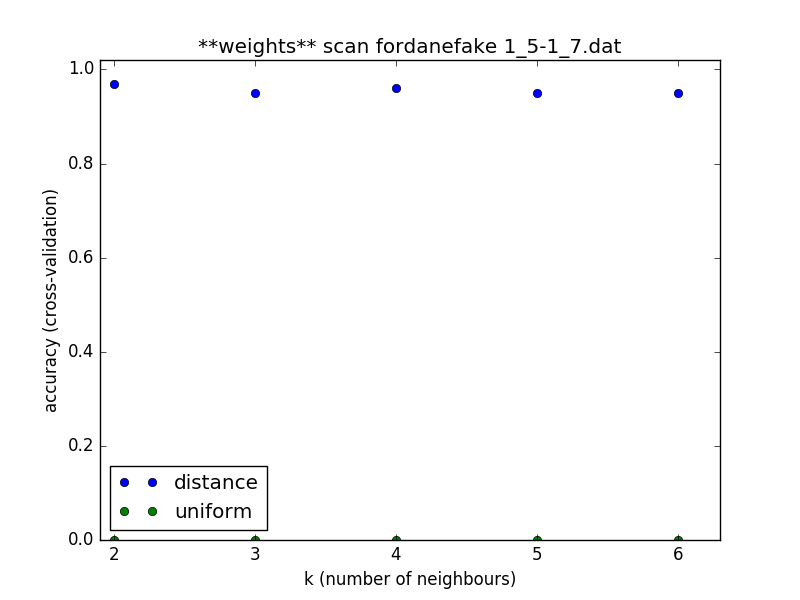 **weights** scan fordanefake 1_5-1_7.dat
accuracy (cross-validation)
1.0
0.8
0.6
0.4
0.2
0.0
distance
uniform
2 3 4 5 6
k (number of neighbours)